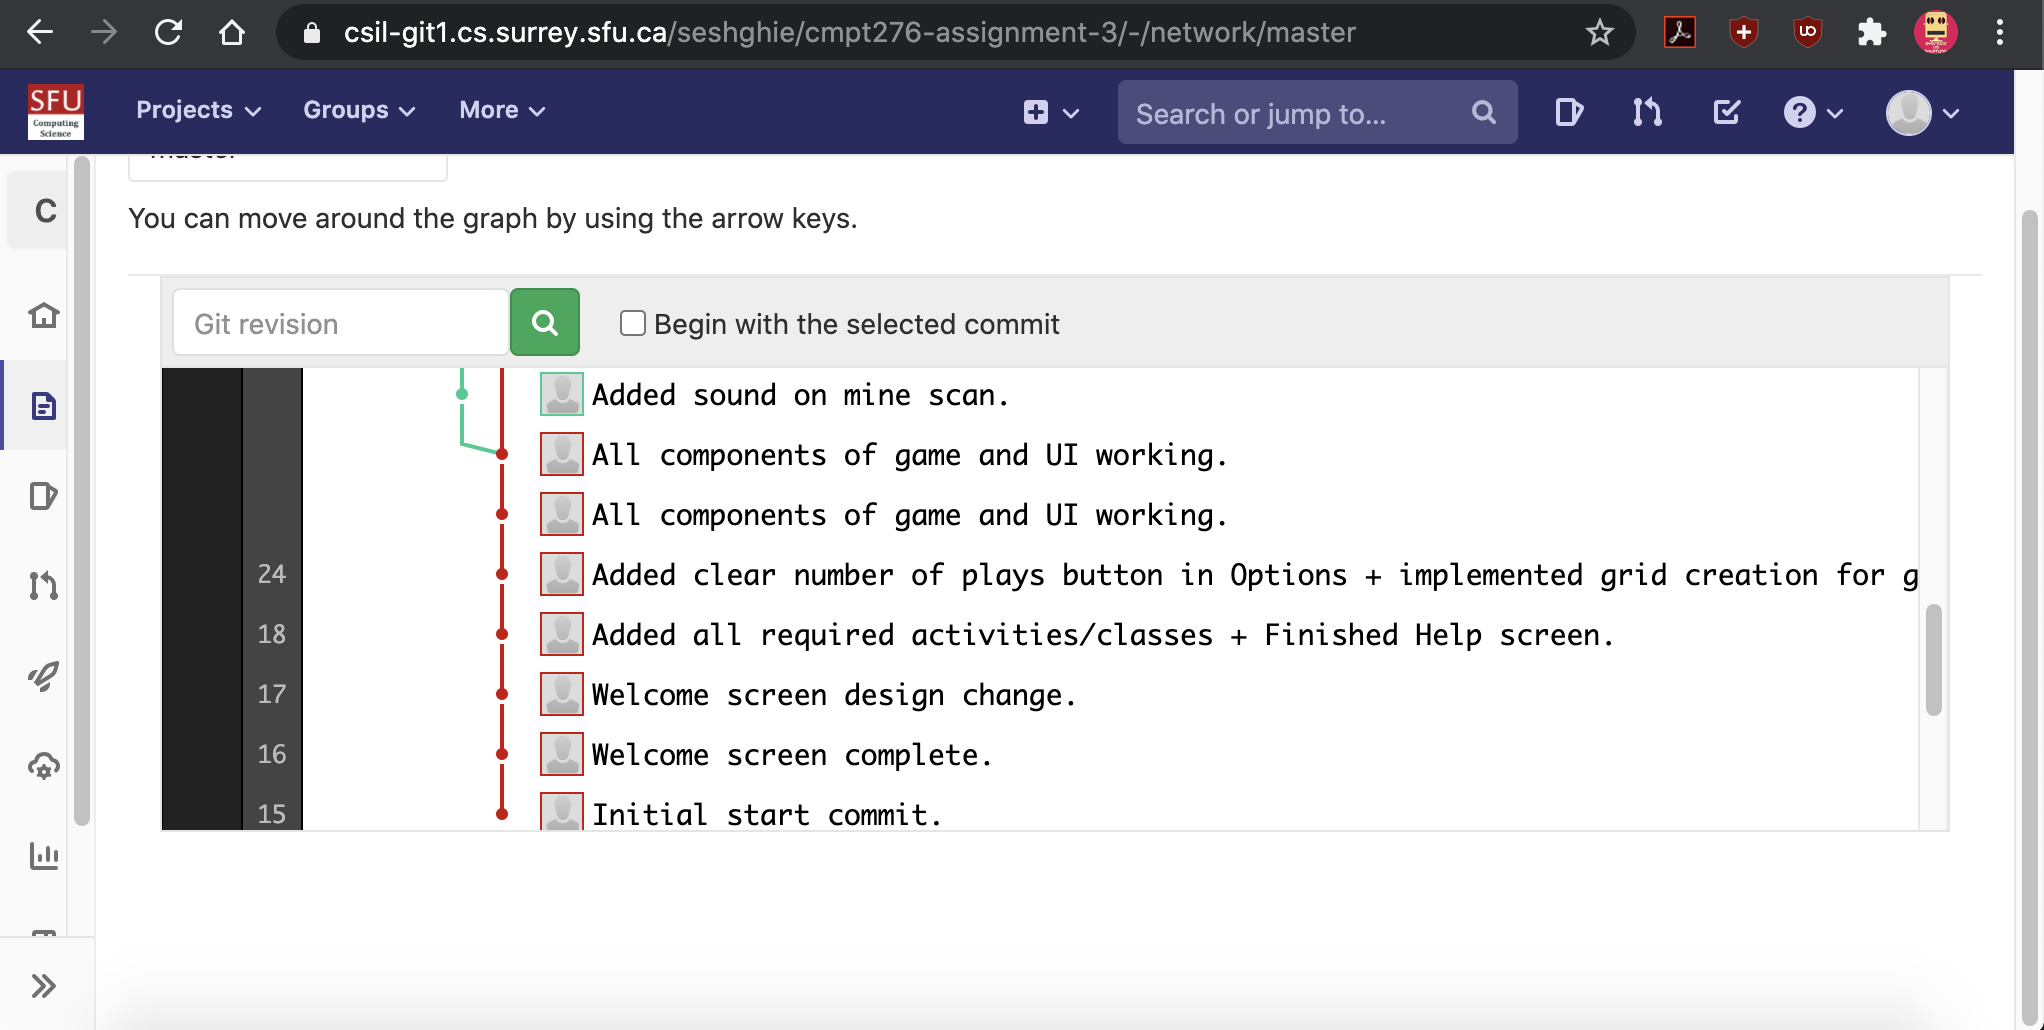 csil-git1.cs.surrey.sfu.ca/seshghie/cmpt276-assignment-3/-/network/master
SFU
Computing
Science
Projects
Groups
More
Search or jump to...
master
C
You can move around the graph by using the arrow keys.
Git revision
Begin with the selected commit
Added sound on mine scan.
All components of game and UI working.
All components of game and UI working.
24 Added clear number of plays button in Options + implemented grid creation for g
18 Added all required activities/classes + Finished Help screen.
17 Welcome screen design change.
16 Welcome screen complete.
15 Initial start commit.